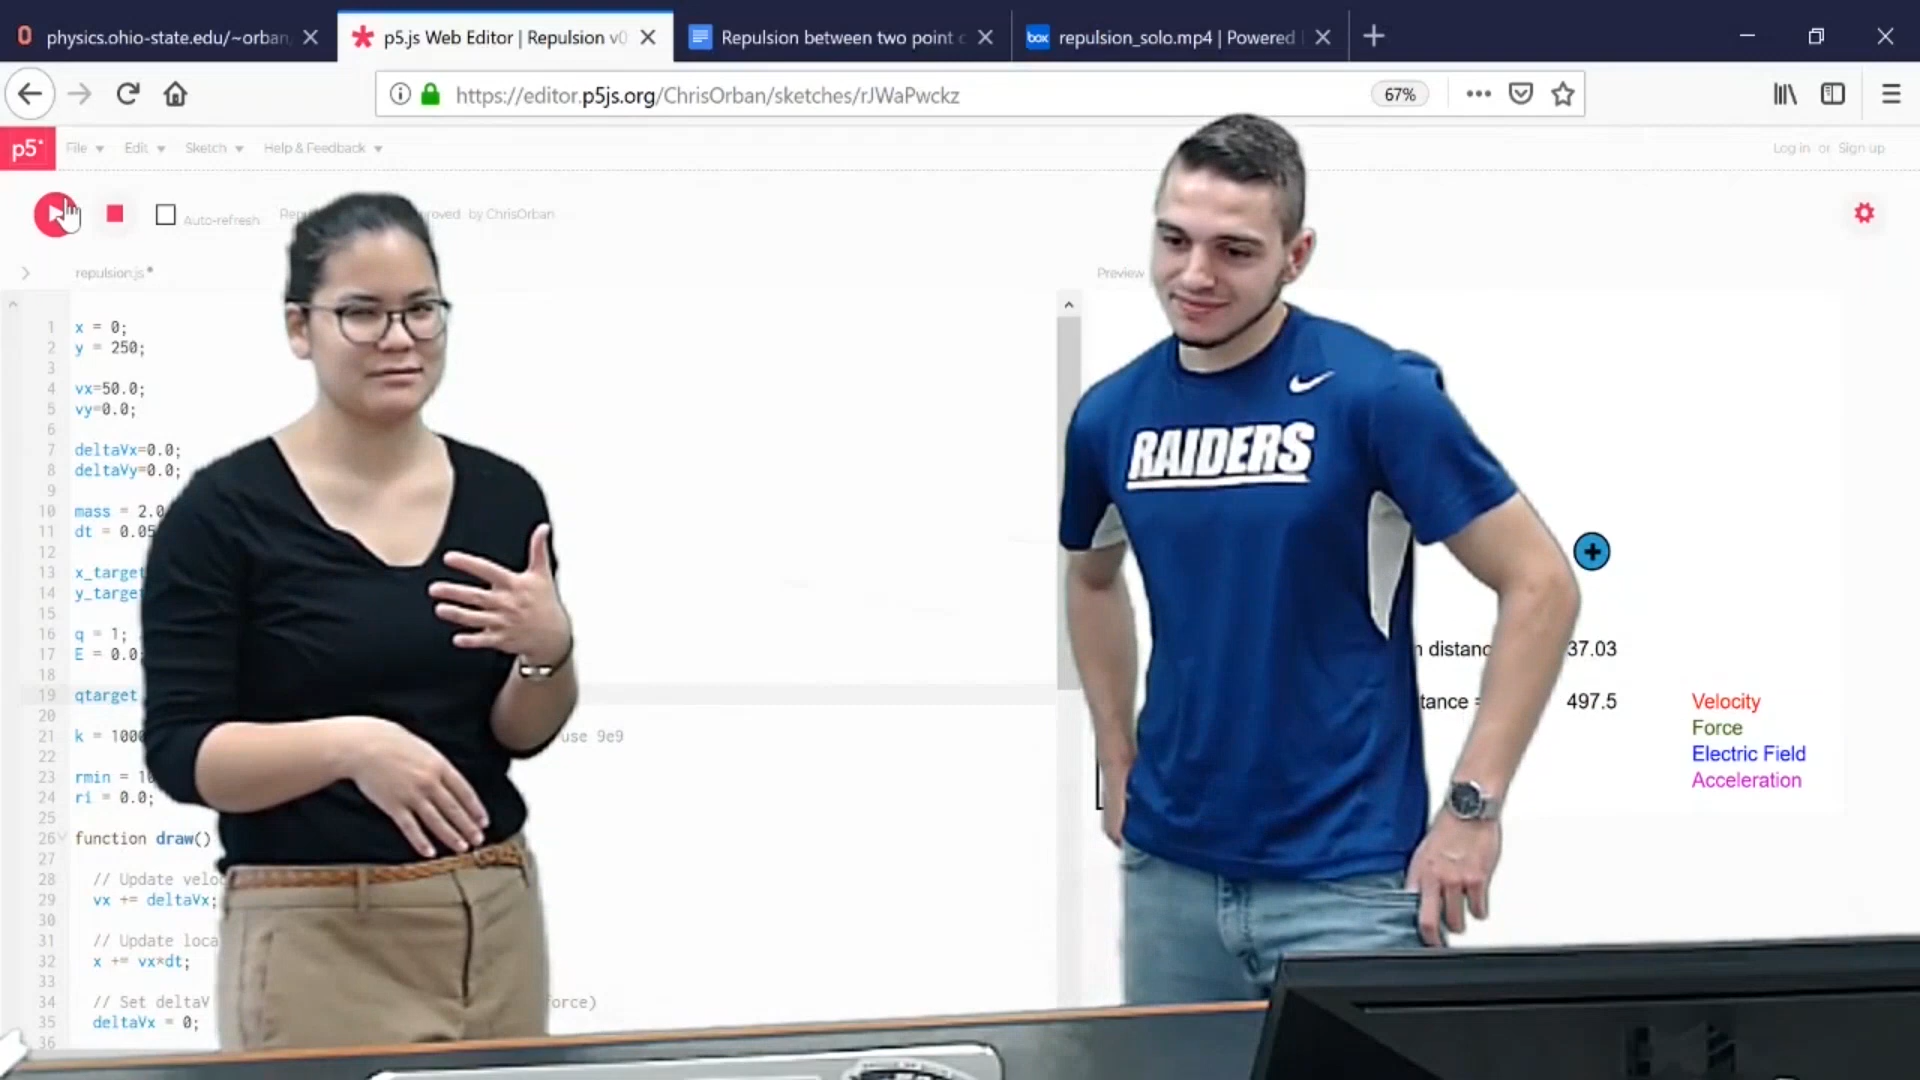 physics.ohio-state.edu/~orban
p5.js Web Editor | Repulsion v0
Repulsion between two point c
box
repulsion_solo.mp4 | Powered
https://editor.p5js.org/ChrisOrban/sketches/rJWaPwckz
67%
p5*
File
Edit
Sketch
Help & Feedback
Log in or Sign up
Auto-refresh
by ChrisOrban
repulsion.js*
Preview
1 x = 0;
2 y = 250;
3
4 vx=50.0;
5 vy=0.0;
6
7 deltaVx=0.0;
8 deltaVy=0.0;
9
10 mass = 2.0
11 dt = 0.05
12
13 x_target
14 y_target
15
16 q = 1;
17 E = 0.0
18
19 qtarget
20
21 k = 1000 use 9e9
22
23 rmin = 10
24 ri = 0.0;
25
26 function draw()
27
28 // Update veloc
29 vx += deltaVx;
30
31 // Update loca
32 x += vx*dt;
33
34 // Set deltaV orce)
35 deltaVx = 0;
36
RAIDERS
+
n distanc 37.03
tance = 497.5
Velocity
Force
Electric Field
Acceleration